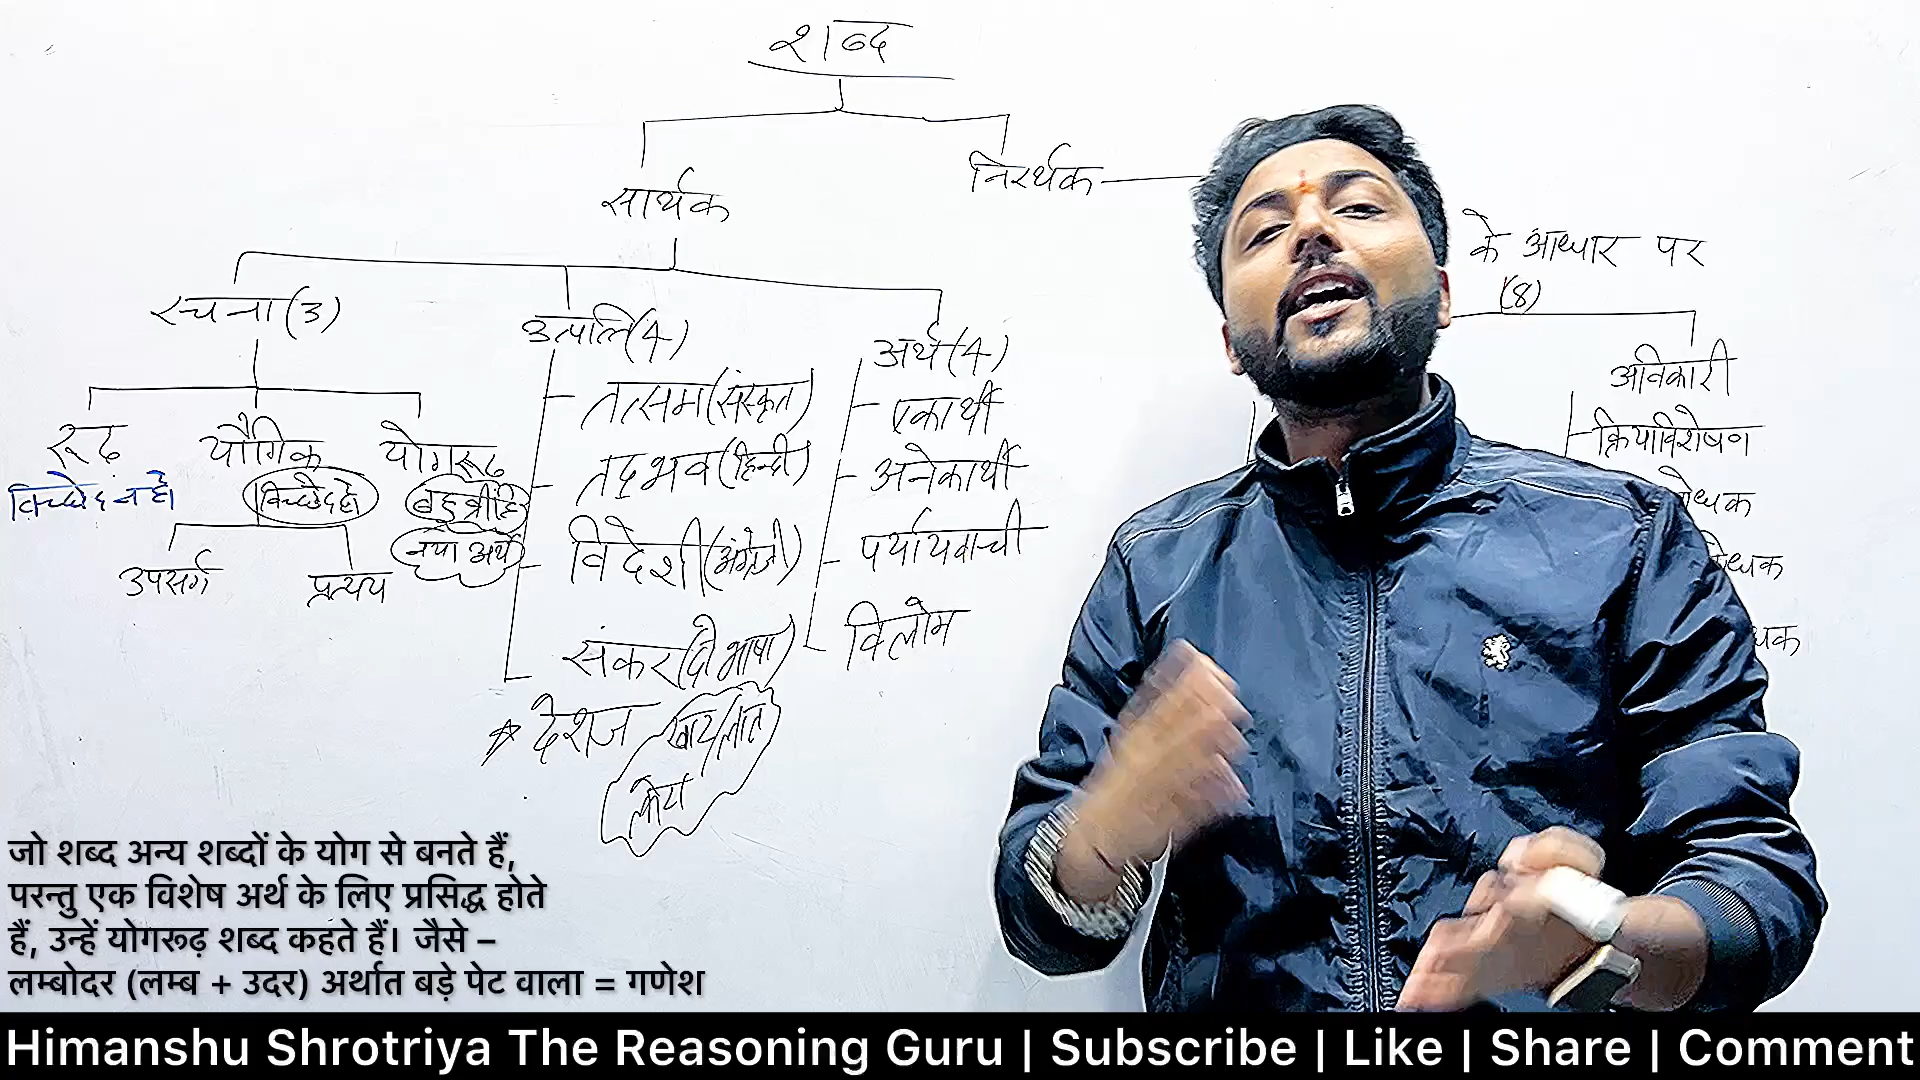 शब्द
सार्थक
निरर्थक
के आधार पर
(8)
रचना (3)
उत्पत्ति (4)
अर्थ (4)
अविकारी
रूढ़
यौगिक
योगरूढ़
विच्छेद न हो
विच्छेद हो
बहुव्रीहि
नया अर्थ
उपसर्ग
प्रत्यय
तत्सम (संस्कृत)
तद्भव (हिन्दी)
विदेशी (अंग्रेजी)
संकर (दो भाषा)
देशज
एकार्थी
अनेकार्थी
पर्यायवाची
विलोम
क्रियाविशेषण
धक
धक
धक
जो शब्द अन्य शब्दों के योग से बनते हैं,
परन्तु एक विशेष अर्थ के लिए प्रसिद्ध होते
हैं, उन्हें योगरूढ़ शब्द कहते हैं। जैसे –
लम्बोदर (लम्ब + उदर) अर्थात बड़े पेट वाला = गणेश
Himanshu Shrotriya The Reasoning Guru | Subscribe | Like | Share | Comment